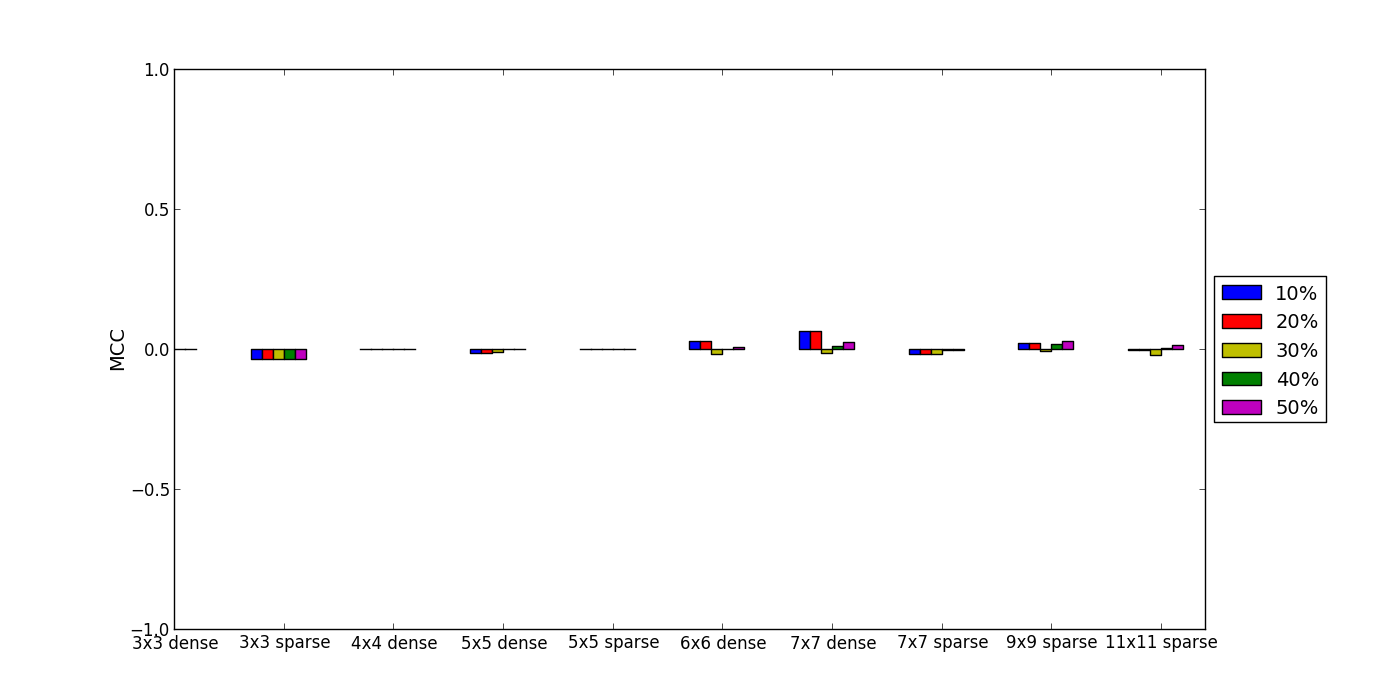 1.0
0.5
0.0
−0.5
−1.0
MCC
3x3 dense
3x3 sparse
4x4 dense
5x5 dense
5x5 sparse
6x6 dense
7x7 dense
7x7 sparse
9x9 sparse
11x11 sparse
10%
20%
30%
40%
50%